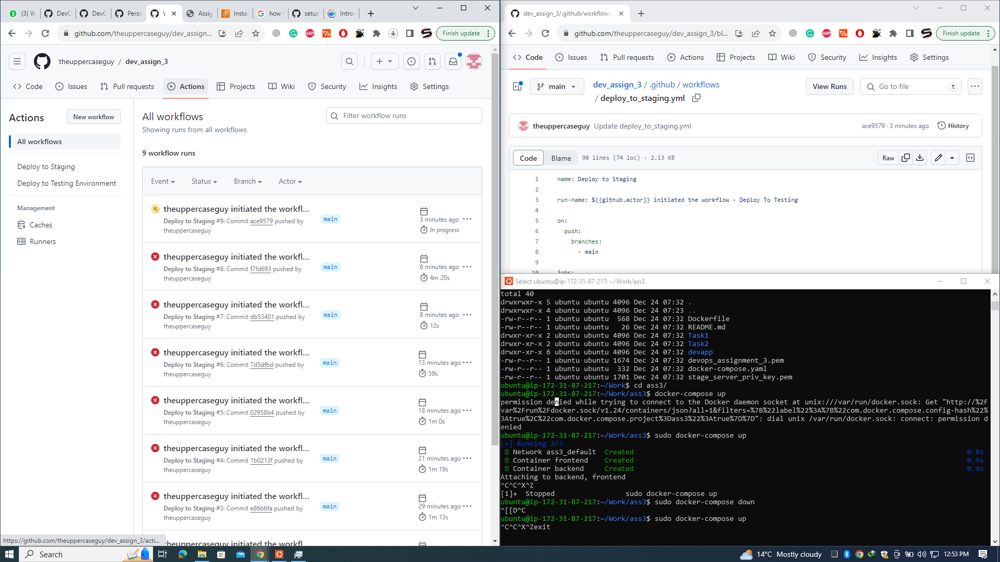 (3) W
DevC
DevC
Perso
W
Assig
Insta
how
setup
Introd
github.com/theuppercaseguy/dev_assign...
Finish update
theuppercaseguy / dev_assign_3
Code
Issues
Pull requests
Actions
Projects
Wiki
Security
Insights
Settings
Actions
New workflow
All workflows
Deploy to Staging
Deploy to Testing Environment
Management
Caches
Runners
All workflows
Showing runs from all workflows
Filter workflow runs
9 workflow runs
Event
Status
Branch
Actor
theuppercaseguy initiated the workfl...
Deploy to Staging #9: Commit ace9579 pushed by
theuppercaseguy
main
3 minutes ago
In progress
theuppercaseguy initiated the workfl...
Deploy to Staging #8: Commit f7fd693 pushed by
theuppercaseguy
main
6 minutes ago
4m 20s
theuppercaseguy initiated the workfl...
Deploy to Staging #7: Commit db53401 pushed by
theuppercaseguy
main
8 minutes ago
12s
theuppercaseguy initiated the workfl...
Deploy to Staging #6: Commit 7d5dfbd pushed by
theuppercaseguy
main
13 minutes ago
59s
theuppercaseguy initiated the workfl...
Deploy to Staging #5: Commit 02958b4 pushed by
theuppercaseguy
main
18 minutes ago
1m 0s
theuppercaseguy initiated the workfl...
Deploy to Staging #4: Commit 1b0213f pushed by
theuppercaseguy
main
21 minutes ago
1m 19s
theuppercaseguy initiated the workfl...
Deploy to Staging #3: Commit e86b6fa pushed by
theuppercaseguy
main
29 minutes ago
1m 13s
theuppercaseguy initiated the workfl...
https://github.com/theuppercaseguy/dev_assign_3/acti...
dev_assign_3/.github/workflows
github.com/theuppercaseguy/dev_assign_3/bl...
Finish update
Code
Issues
Pull requests
Actions
Projects
Wiki
Security
Insights
Settings
main
dev_assign_3 / .github / workflows
/ deploy_to_staging.yml
View Runs
Go to file
t
theuppercaseguy Update deploy_to_staging.yml
ace9579 · 3 minutes ago
History
Code
Blame
90 lines (74 loc) · 2.13 KB
Raw
1 name: Deploy to Staging
2
3 run-name: ${{github.actor}} initiated the workflow - Deploy To Testing
4
5 on:
6 push:
7 branches:
8 - main
9
10 jobs:
Select ubuntu@ip-172-31-87-217: ~/Work/ass3
total 40
drwxrwxr-x 5 ubuntu ubuntu 4096 Dec 24 07:32 .
drwxrwxr-x 4 ubuntu ubuntu 4096 Dec 24 07:23 ..
-rw-r--r-- 1 ubuntu ubuntu 568 Dec 24 07:32 Dockerfile
-rw-r--r-- 1 ubuntu ubuntu 26 Dec 24 07:32 README.md
drwxr-xr-x 2 ubuntu ubuntu 4096 Dec 24 07:32 Task1
drwxr-xr-x 2 ubuntu ubuntu 4096 Dec 24 07:32 Task2
drwxr-xr-x 6 ubuntu ubuntu 4096 Dec 24 07:32 devapp
-rw-r--r-- 1 ubuntu ubuntu 1674 Dec 24 07:32 devops_assignment_3.pem
-rw-r--r-- 1 ubuntu ubuntu 332 Dec 24 07:32 docker-compose.yaml
-rw-r--r-- 1 ubuntu ubuntu 1701 Dec 24 07:32 stage_server_priv_key.pem
ubuntu@ip-172-31-87-217:~/Work$ cd ass3/
ubuntu@ip-172-31-87-217:~/Work/ass3$ docker-compose up
permission denied while trying to connect to the Docker daemon socket at unix:///var/run/docker.sock: Get "http://%2F
var%2Frun%2Fdocker.sock/v1.24/containers/json?all=1&filters=%7B%22label%22%3A%7B%22com.docker.compose.config-hash%22%
3Atrue%2C%22com.docker.compose.project%3Dass3%22%3Atrue%7D%7D": dial unix /var/run/docker.sock: connect: permission d
enied
ubuntu@ip-172-31-87-217:~/Work/ass3$ sudo docker-compose up
[+] Running 3/3
Network ass3_default Created 0.8s
Container frontend Created 0.9s
Container backend Created 0.9s
Attaching to backend, frontend
^C^C^X^Z
[1]+ Stopped sudo docker-compose up
ubuntu@ip-172-31-87-217:~/Work/ass3$ sudo docker-compose down
^[[D^C
ubuntu@ip-172-31-87-217:~/Work/ass3$ sudo docker-compose up
^C^C^X^Zexit
Search
14°C Mostly cloudy
12:53 PM